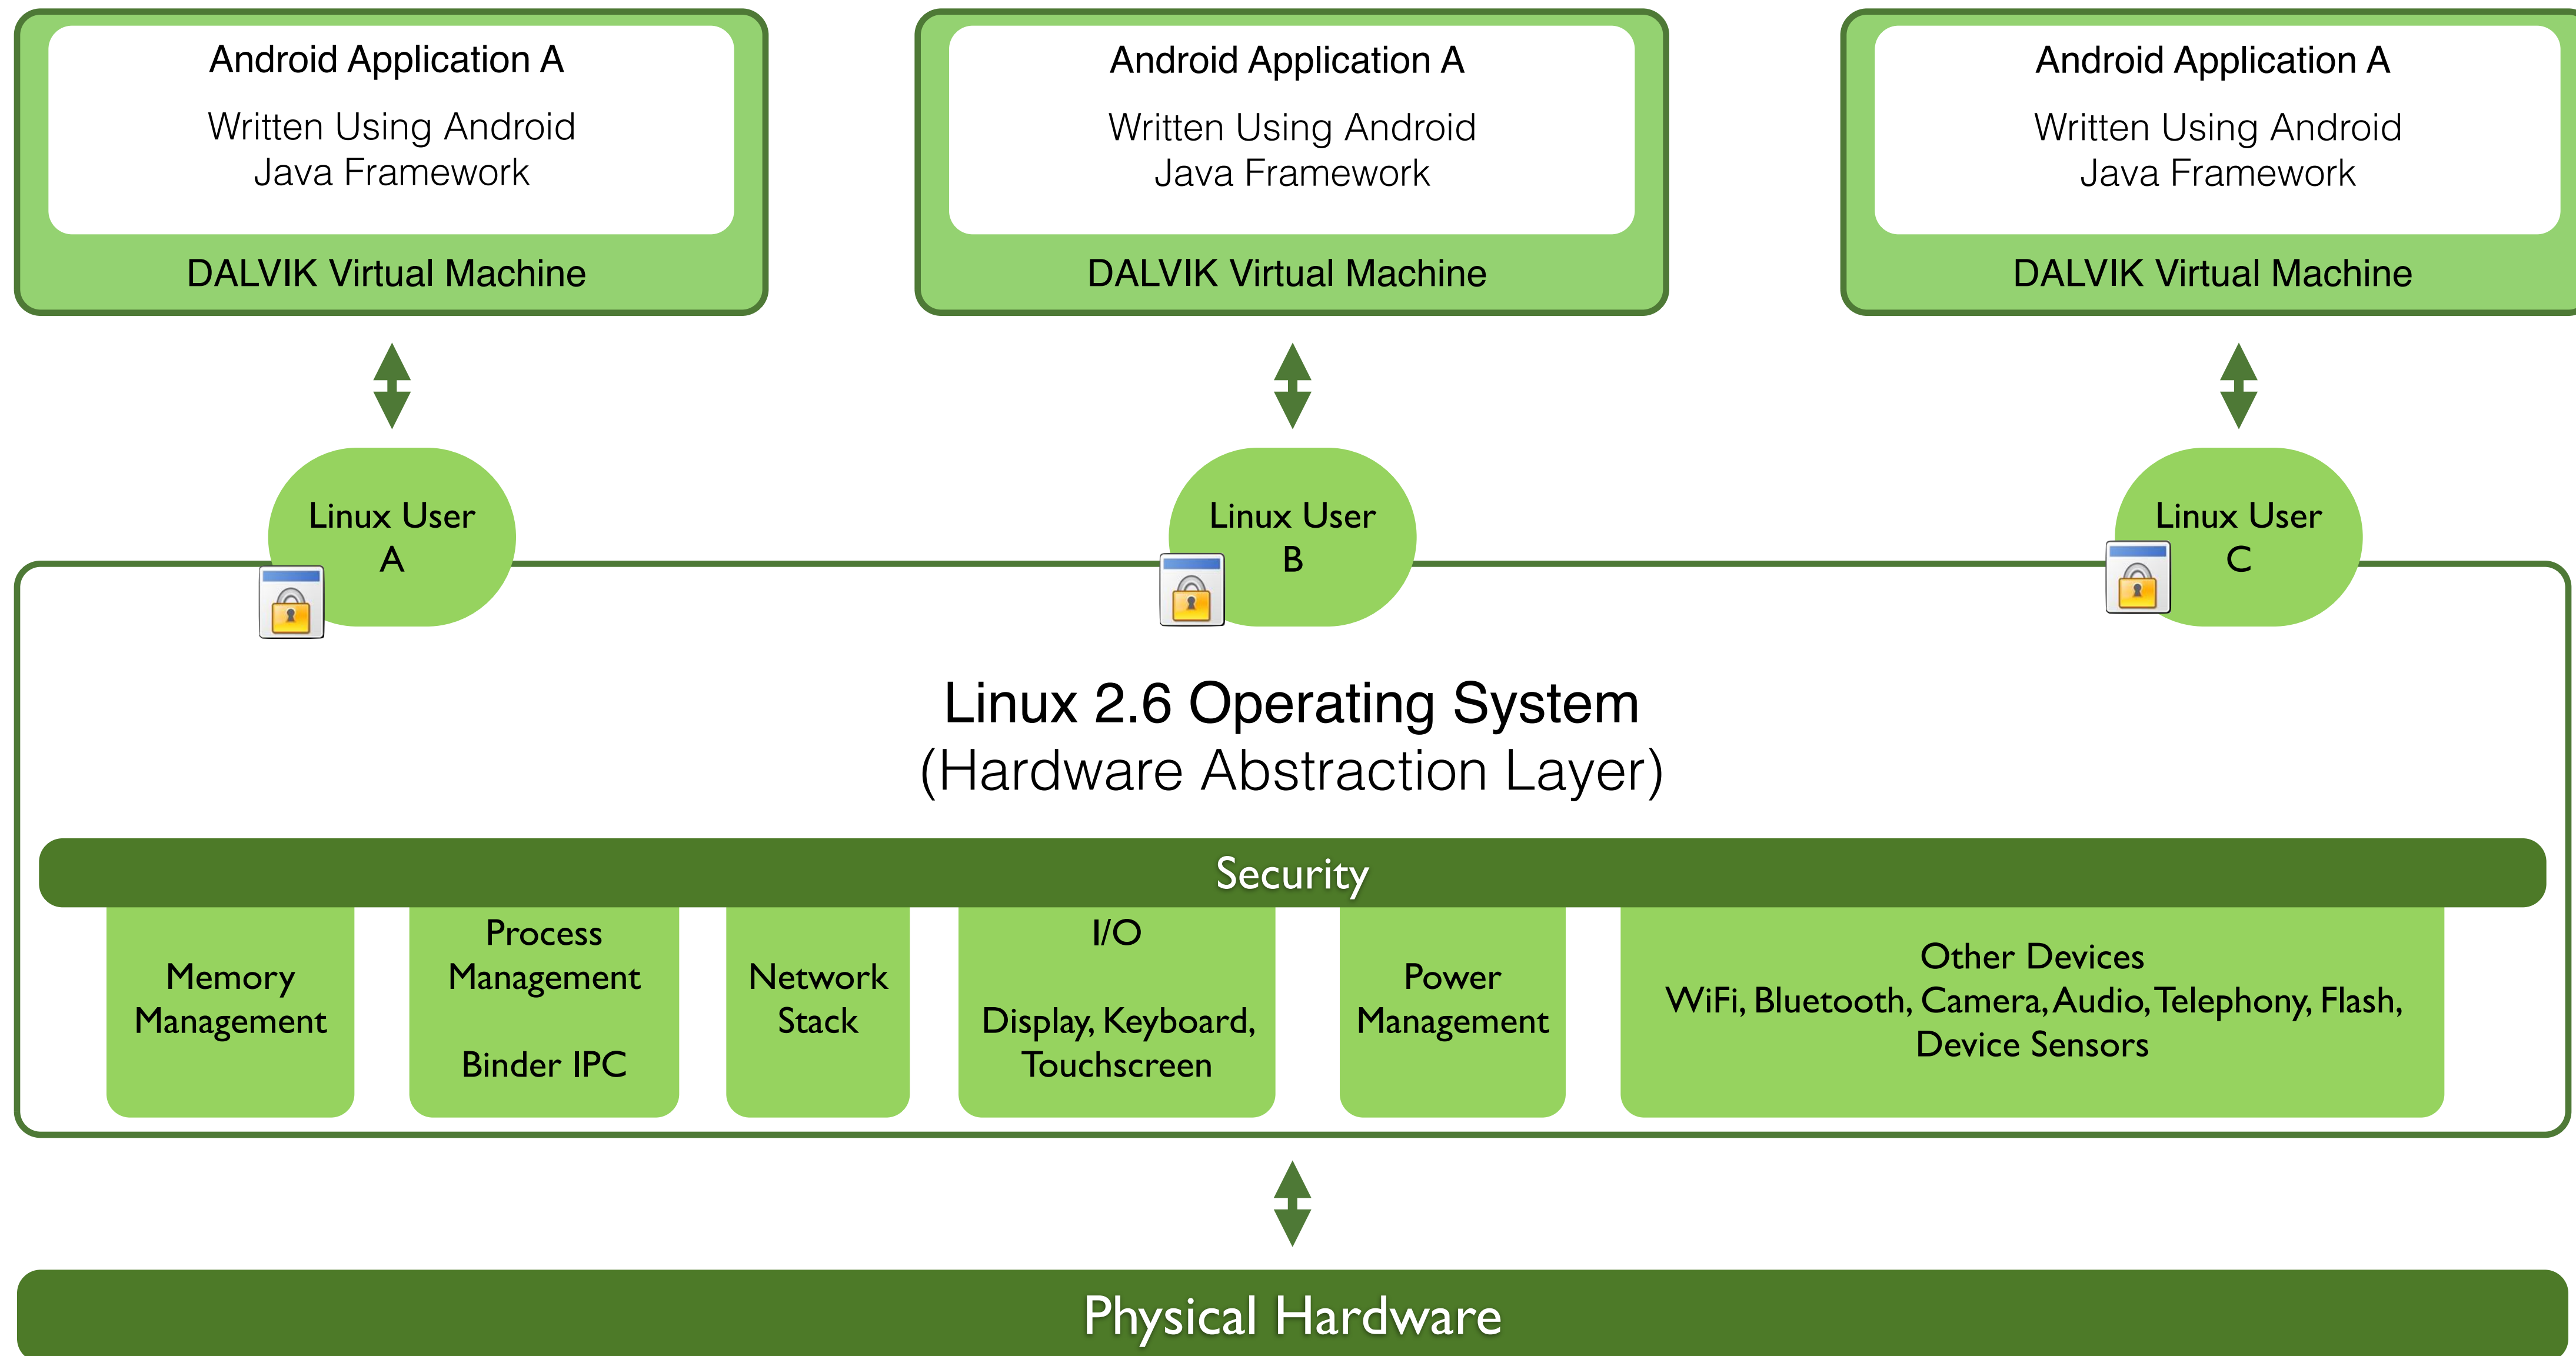 Android Application A
Written Using Android
Java Framework
DALVIK Virtual Machine
Android Application A
Written Using Android
Java Framework
DALVIK Virtual Machine
Android Application A
Written Using Android
Java Framework
DALVIK Virtual Machine
Linux User
A
Linux User
B
Linux User
C
Linux 2.6 Operating System
(Hardware Abstraction Layer)
Security
Memory
Management
Process
Management
Binder IPC
Network
Stack
I/O
Display, Keyboard,
Touchscreen
Power
Management
Other Devices
WiFi, Bluetooth, Camera, Audio, Telephony, Flash,
Device Sensors
Physical Hardware